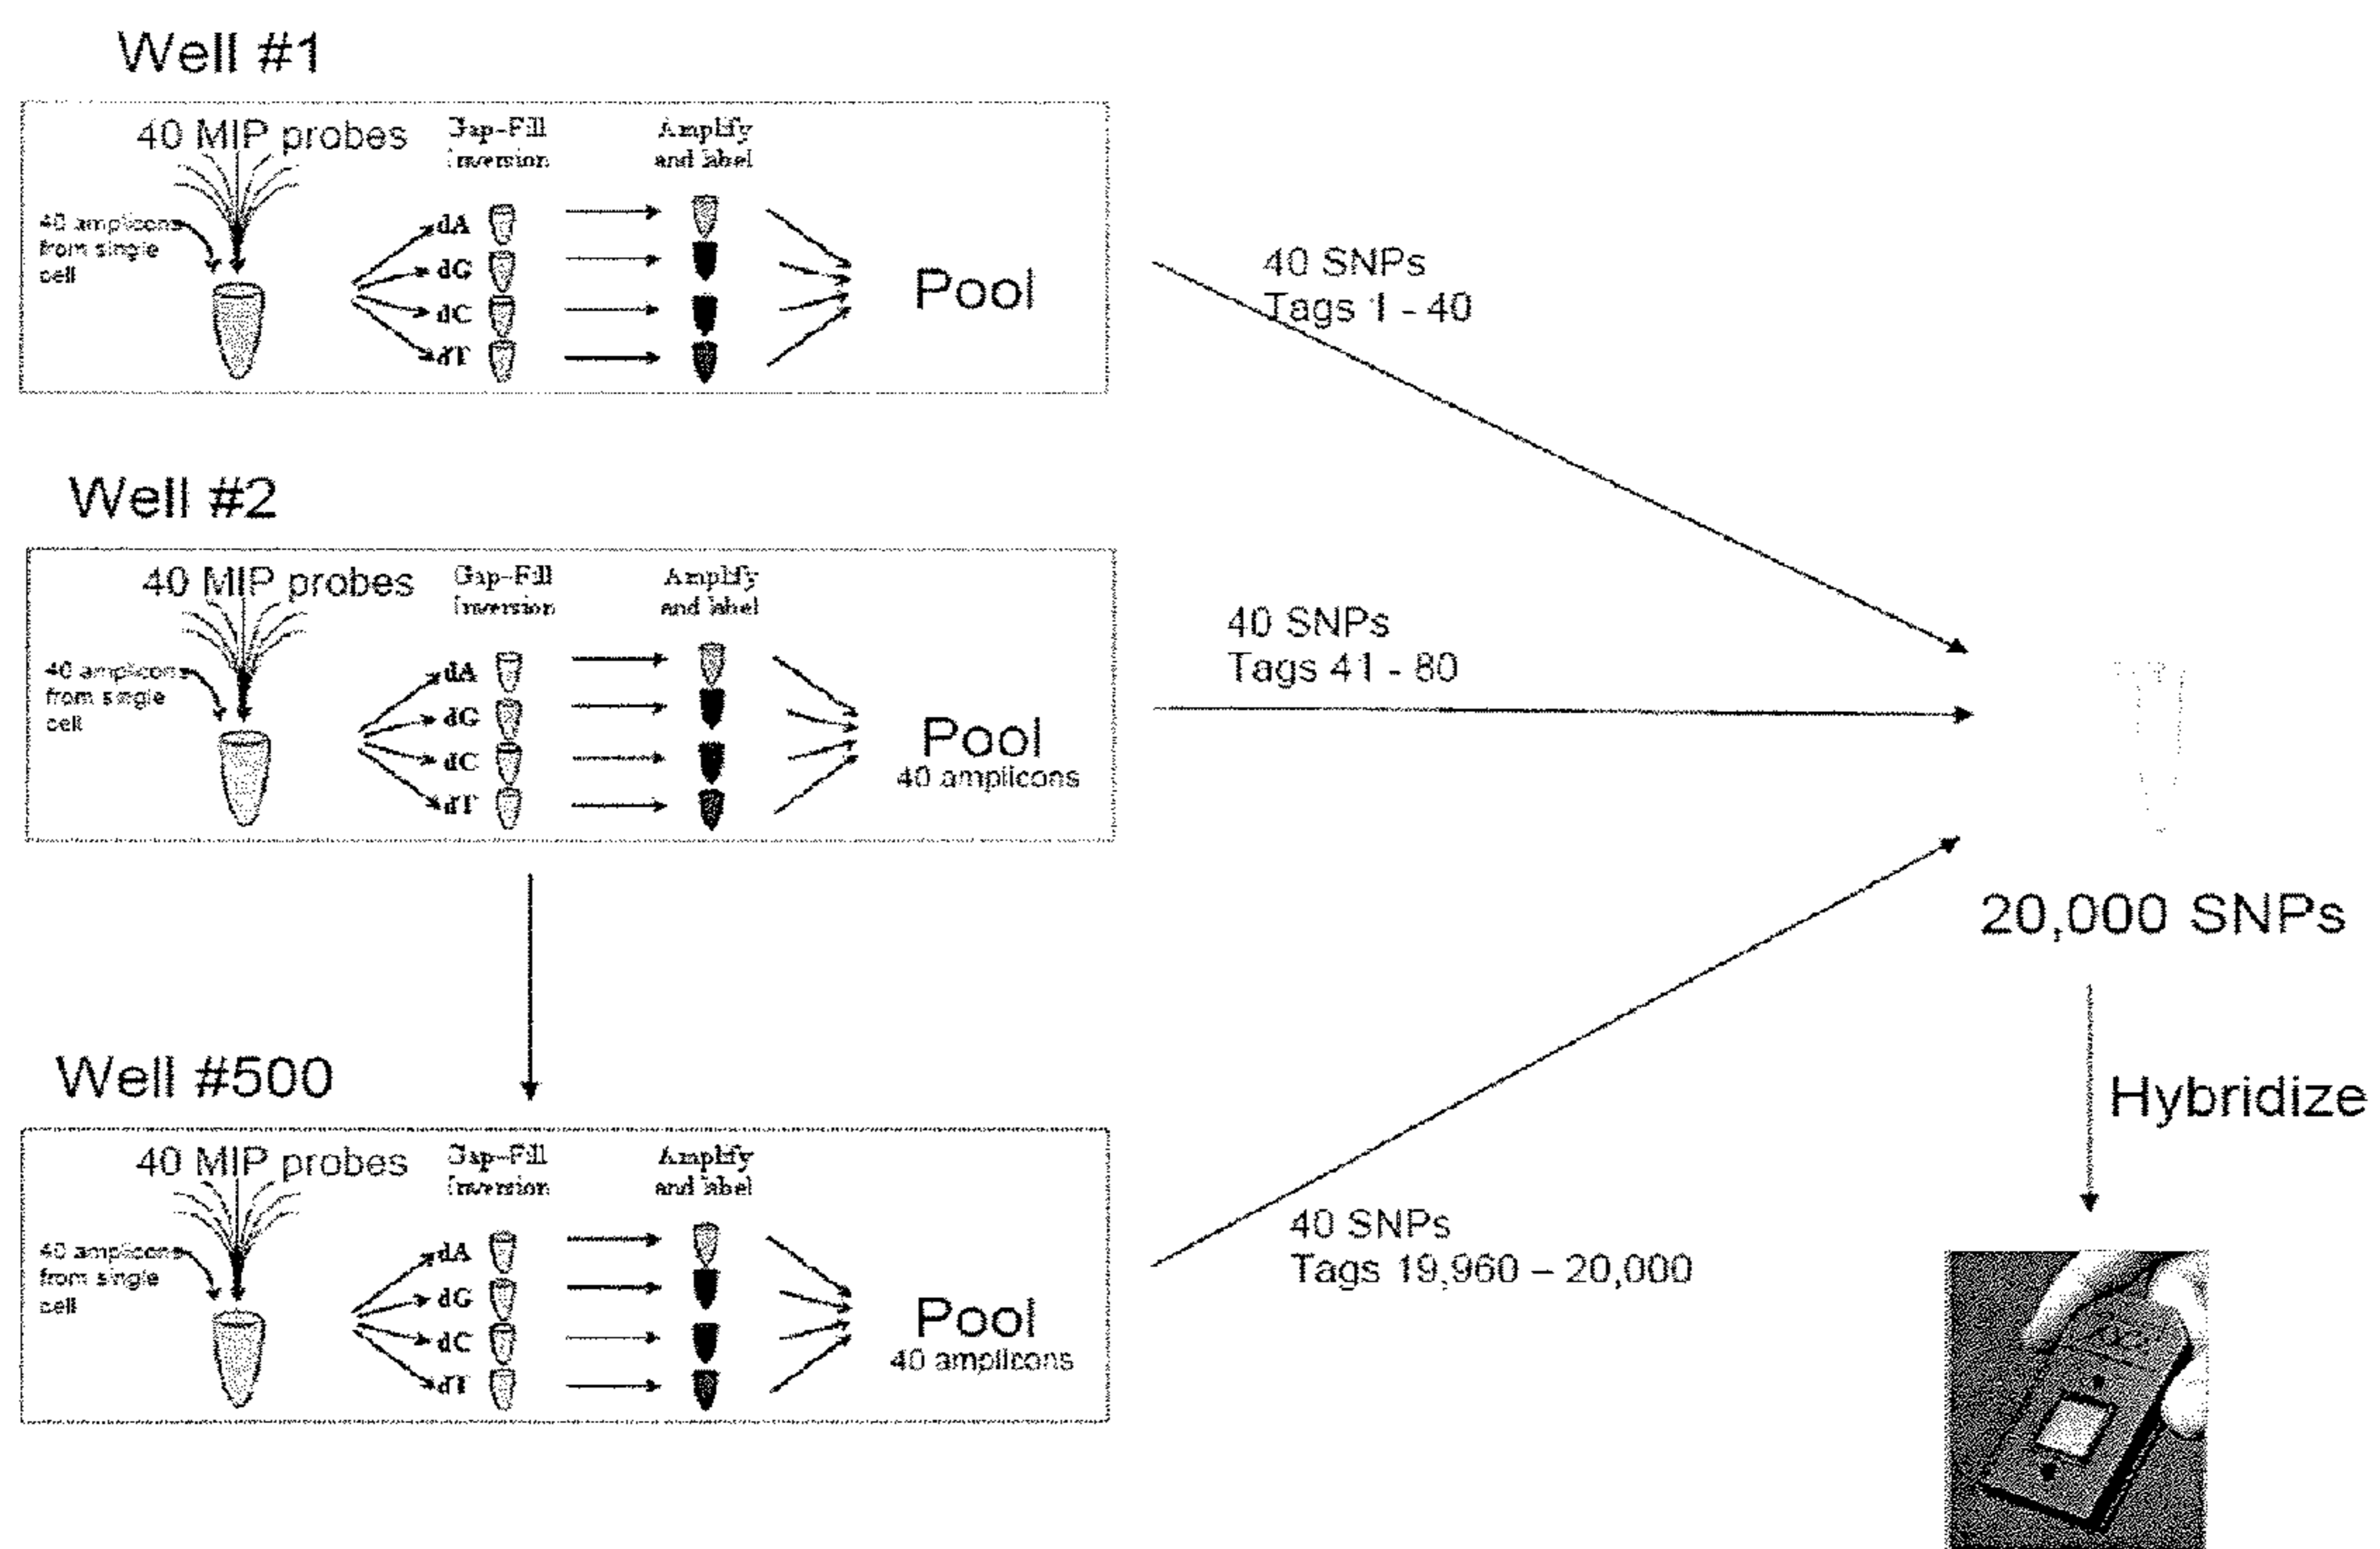 Well #1
40 MIP probes
Gap-Fill
Inversion
Amplify
and label
40 amplicons
from single
cell
dA
dG
dC
dT
Pool
40 SNPs
Tags 1 - 40
Well #2
40 MIP probes
Gap-Fill
Inversion
Amplify
and label
40 amplicons
from single
cell
dA
dG
dC
dT
Pool
40 amplicons
40 SNPs
Tags 41 - 80
20,000 SNPs
Hybridize
Well #500
40 MIP probes
Gap-Fill
Inversion
Amplify
and label
40 amplicons
from single
cell
dA
dG
dC
dT
Pool
40 amplicons
40 SNPs
Tags 19,960 – 20,000